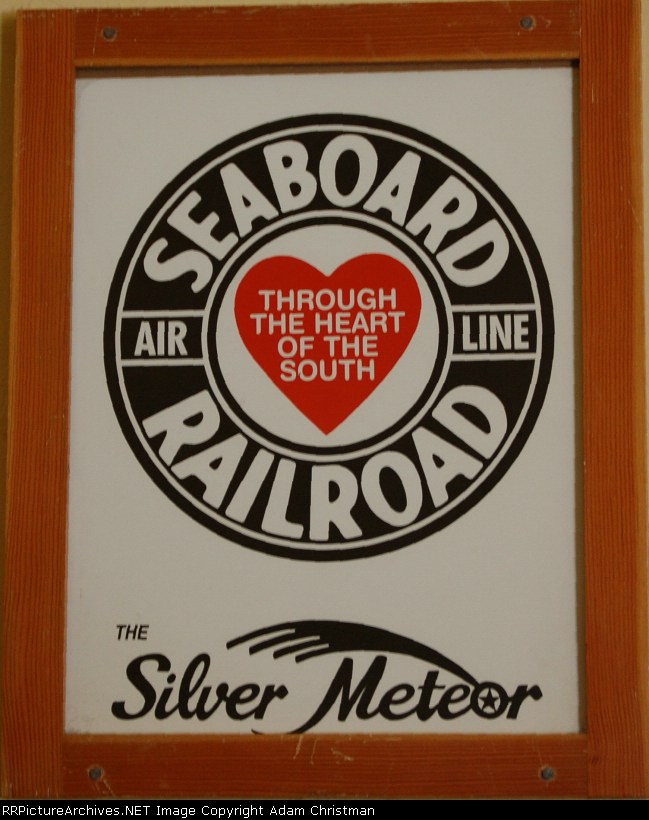 SEABOARD
AIR LINE
THROUGH
THE HEART
OF THE
SOUTH
RAILROAD
THE
Silver Meteor
RRPictureArchives.NET Image Copyright Adam Christman